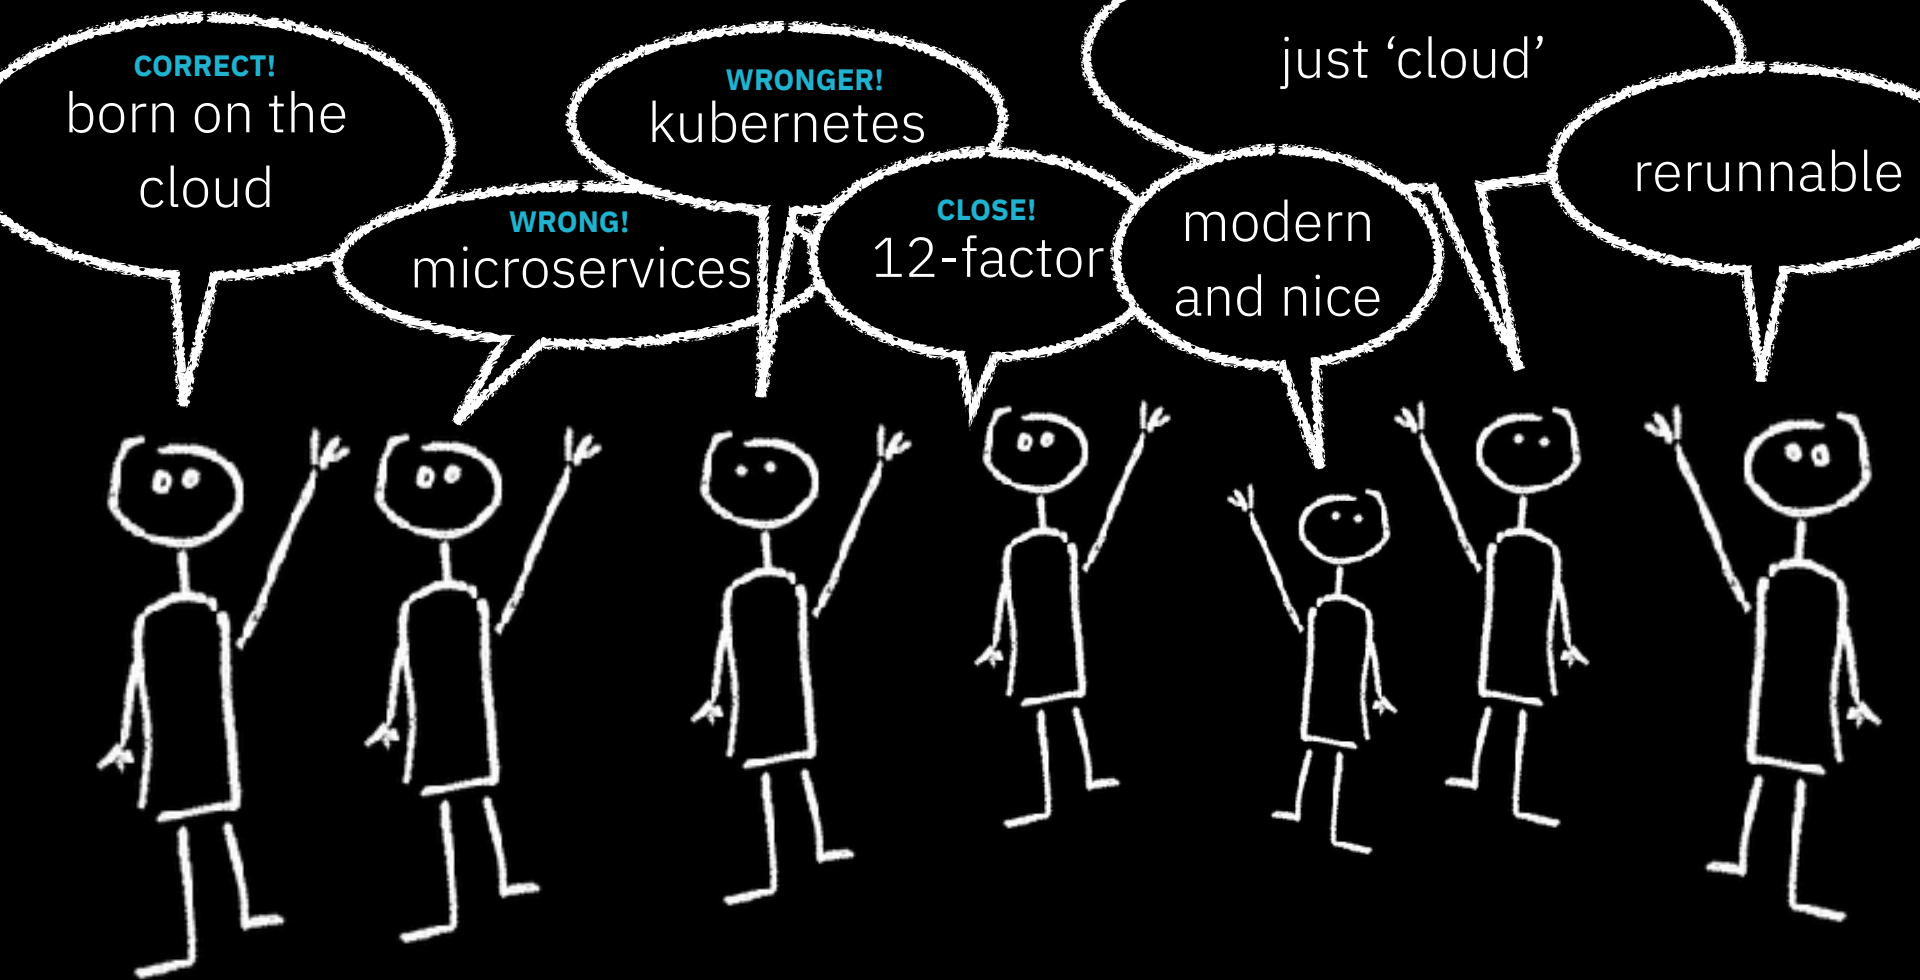 CORRECT!
born on the
cloud
WRONG!
microservices
WRONGER!
kubernetes
CLOSE!
12-factor
modern
and nice
just ‘cloud’
rerunnable